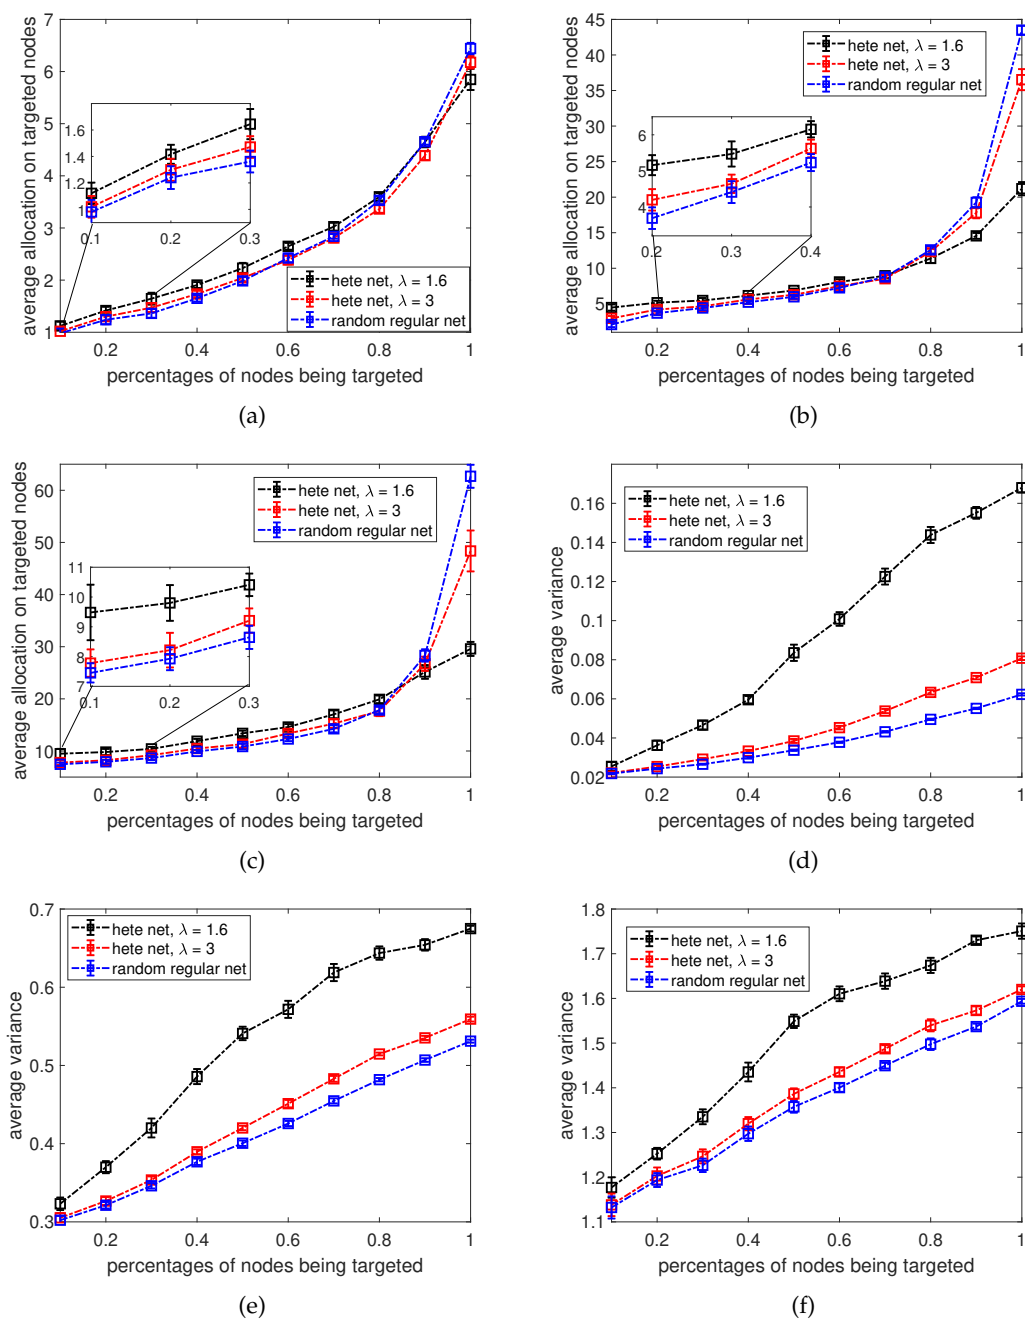 7
6
5
4
3
2
1
average allocation on targeted nodes
1.6
1.4
1.2
1
0.1 0.2 0.3
hete net, λ = 1.6
hete net, λ = 3
random regular net
0.2 0.4 0.6 0.8 1
percentages of nodes being targeted
(a)
45
40
35
30
25
20
15
10
5
average allocation on targeted nodes
hete net, λ = 1.6
hete net, λ = 3
random regular net
6
5
4
0.2 0.3 0.4
0.2 0.4 0.6 0.8 1
percentages of nodes being targeted
(b)
60
50
40
30
20
10
average allocation on targeted nodes
hete net, λ = 1.6
hete net, λ = 3
random regular net
11
10
9
8
7
0.1 0.2 0.3
0.2 0.4 0.6 0.8 1
percentages of nodes being targeted
(c)
0.16
0.14
0.12
0.1
0.08
0.06
0.04
0.02
average variance
hete net, λ = 1.6
hete net, λ = 3
random regular net
0.2 0.4 0.6 0.8 1
percentages of nodes being targeted
(d)
0.7
0.6
0.5
0.4
0.3
average variance
hete net, λ = 1.6
hete net, λ = 3
random regular net
0.2 0.4 0.6 0.8 1
percentages of nodes being targeted
(e)
1.8
1.7
1.6
1.5
1.4
1.3
1.2
1.1
average variance
hete net, λ = 1.6
hete net, λ = 3
random regular net
0.2 0.4 0.6 0.8 1
percentages of nodes being targeted
(f)